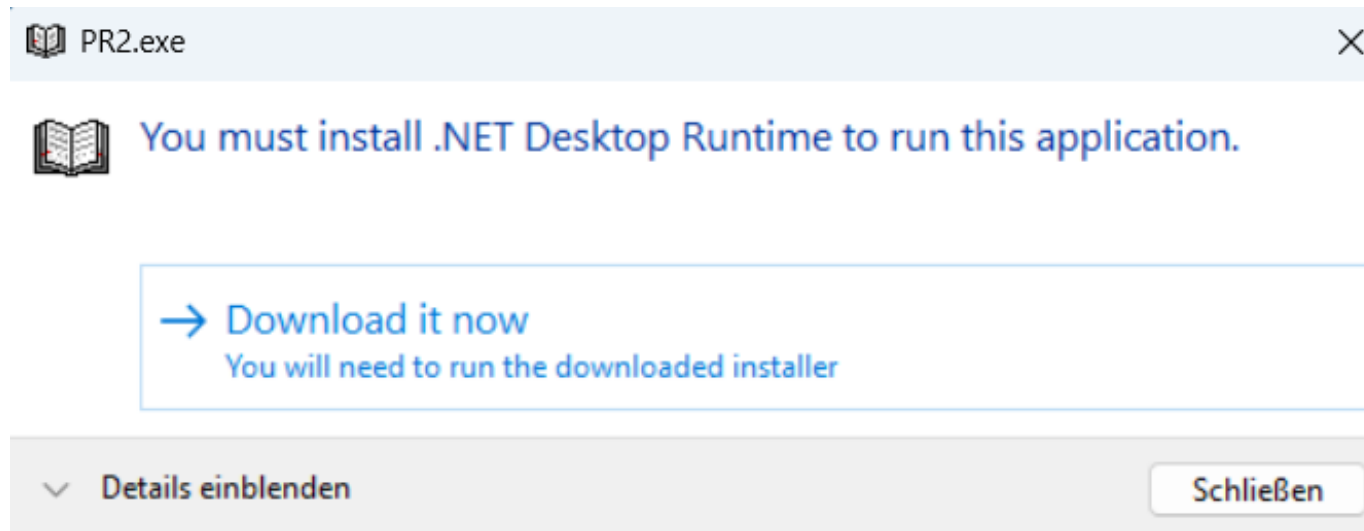 PR2.exe
You must install .NET Desktop Runtime to run this application.
Download it now
You will need to run the downloaded installer
Details einblenden
Schließen